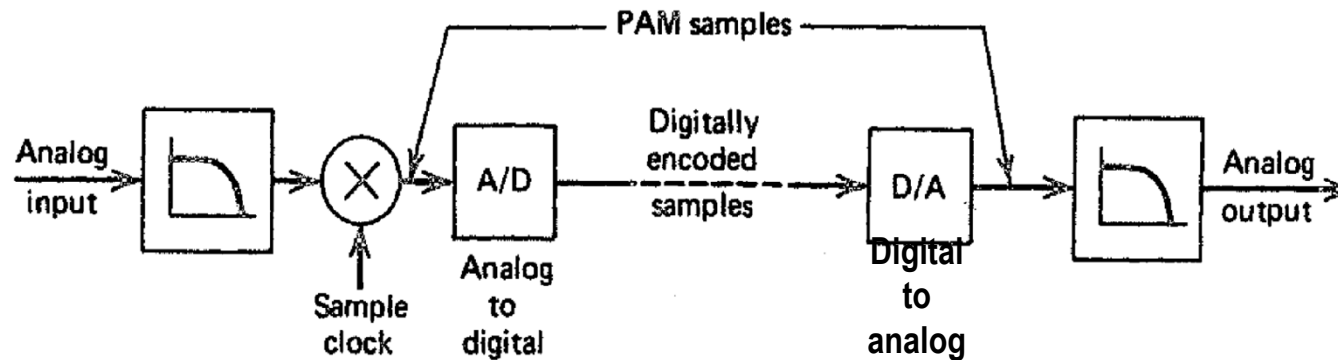 PAM samples
Analog
input
Sample
clock
A/D
Analog
to
digital
Digitally
encoded
samples
D/A
Digital
to
analog
Analog
output